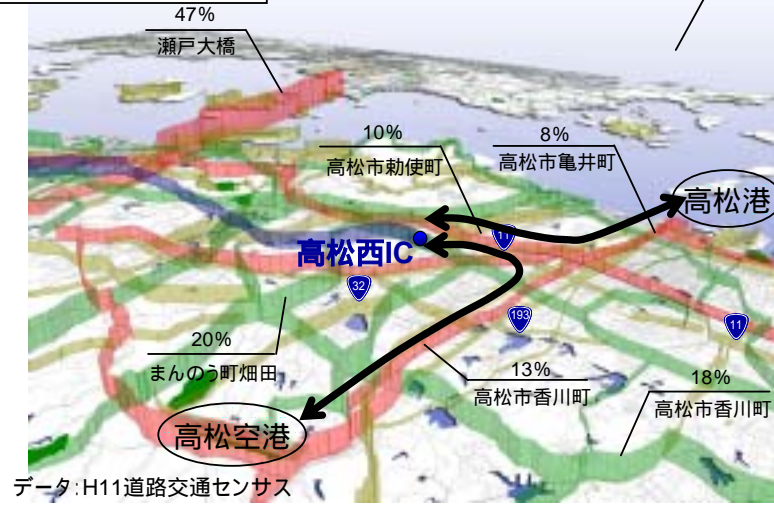 47%
瀬戸大橋
10%
高松市勅使町
8%
高松市亀井町
高松港
11
高松西IC
32
193
11
20%
まんのう町畑田
13%
高松市香川町
18%
高松市香川町
高松空港
データ:H11道路交通センサス